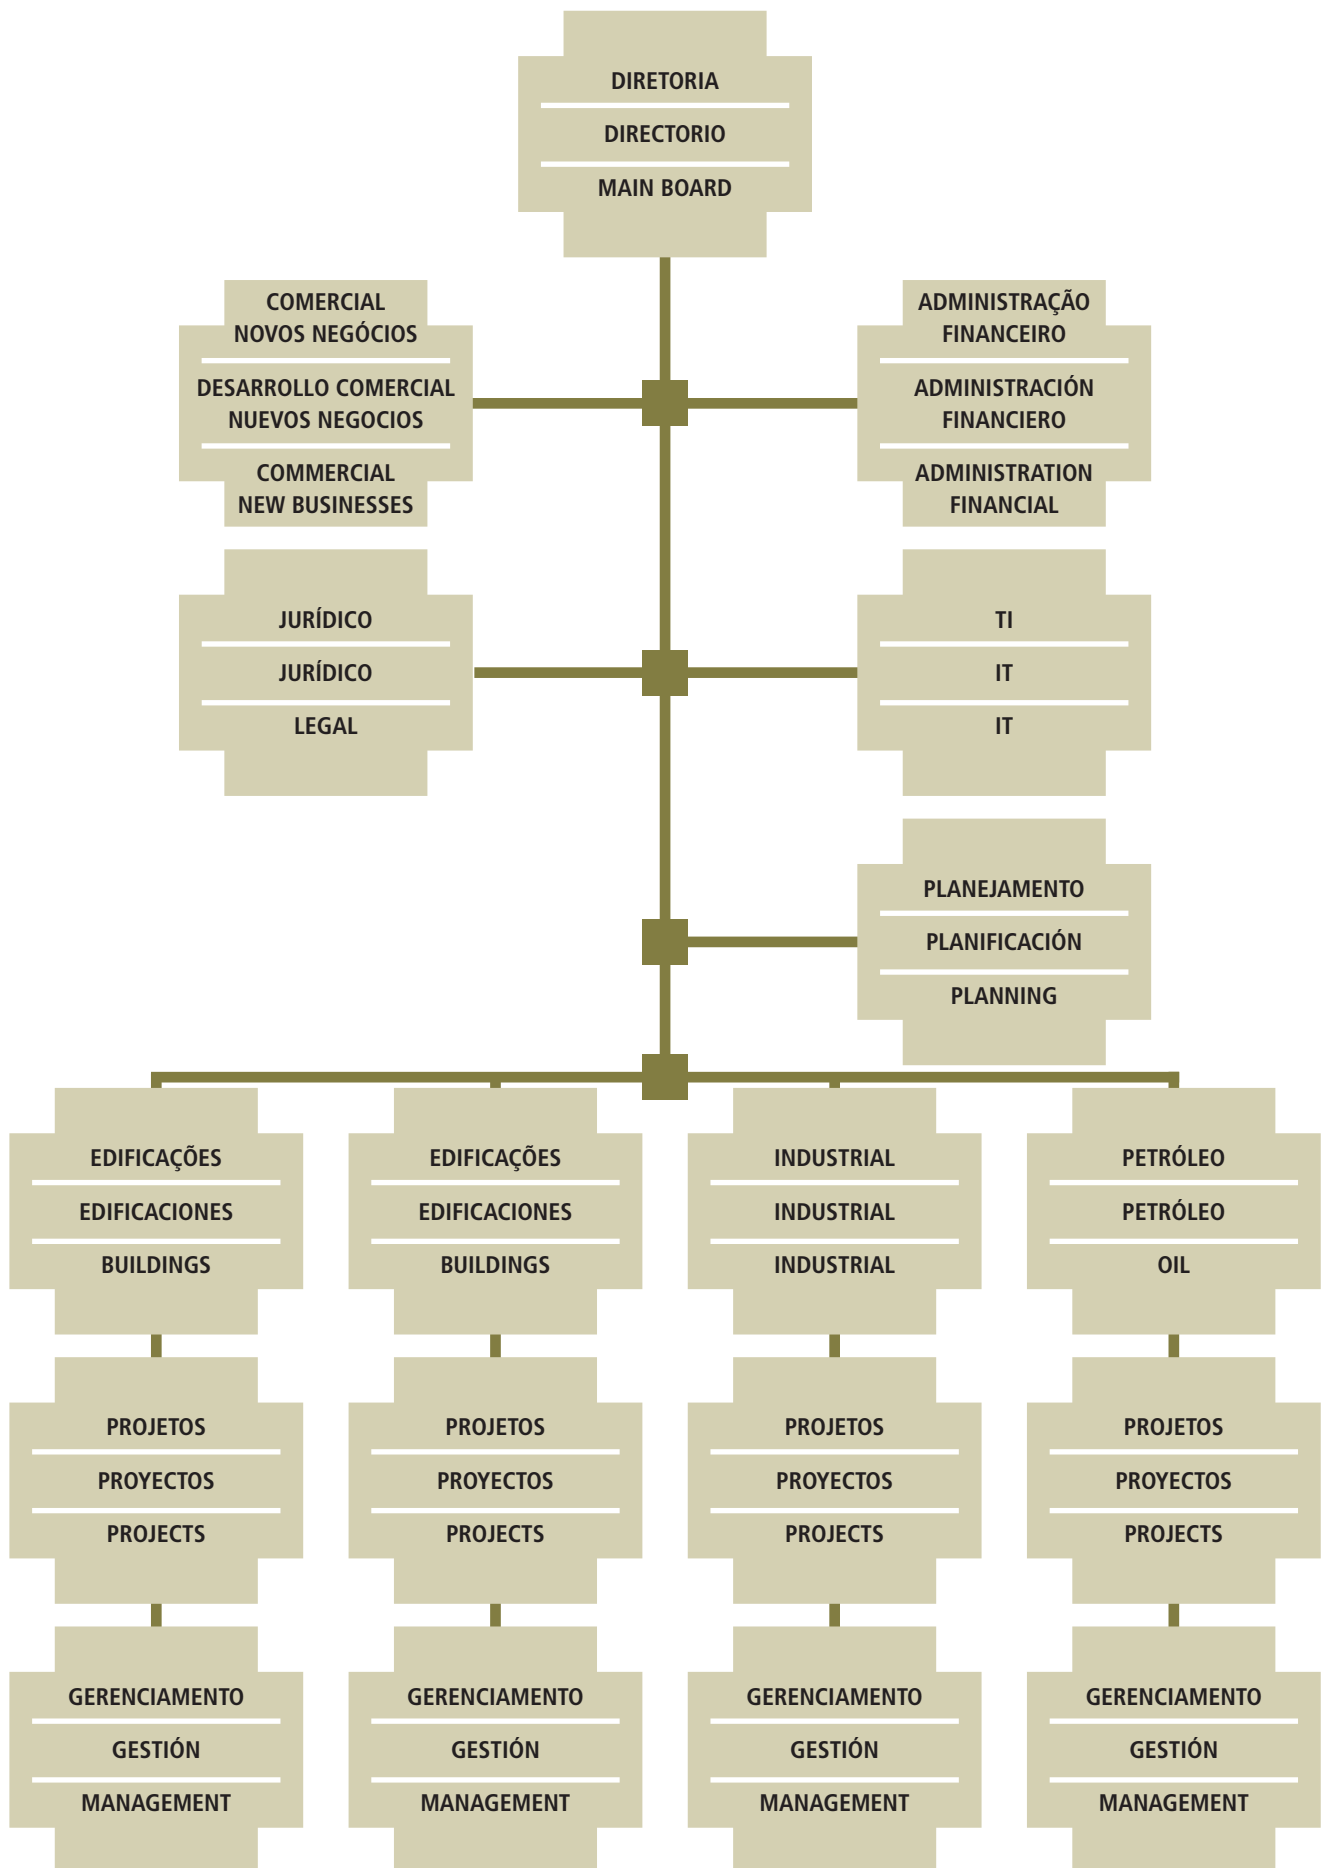 DIRETORIA
DIRECTORIO
MAIN BOARD
COMERCIAL
NOVOS NEGÓCIOS
DESARROLLO COMERCIAL
NUEVOS NEGOCIOS
COMMERCIAL
NEW BUSINESSES
ADMINISTRAÇÃO
FINANCEIRO
ADMINISTRACIÓN
FINANCIERO
ADMINISTRATION
FINANCIAL
JURÍDICO
JURÍDICO
LEGAL
TI
IT
IT
PLANEJAMENTO
PLANIFICACIÓN
PLANNING
EDIFICAÇÕES
EDIFICACIONES
BUILDINGS
EDIFICAÇÕES
EDIFICACIONES
BUILDINGS
INDUSTRIAL
INDUSTRIAL
INDUSTRIAL
PETRÓLEO
PETRÓLEO
OIL
PROJETOS
PROYECTOS
PROJECTS
PROJETOS
PROYECTOS
PROJECTS
PROJETOS
PROYECTOS
PROJECTS
PROJETOS
PROYECTOS
PROJECTS
GERENCIAMENTO
GESTIÓN
MANAGEMENT
GERENCIAMENTO
GESTIÓN
MANAGEMENT
GERENCIAMENTO
GESTIÓN
MANAGEMENT
GERENCIAMENTO
GESTIÓN
MANAGEMENT